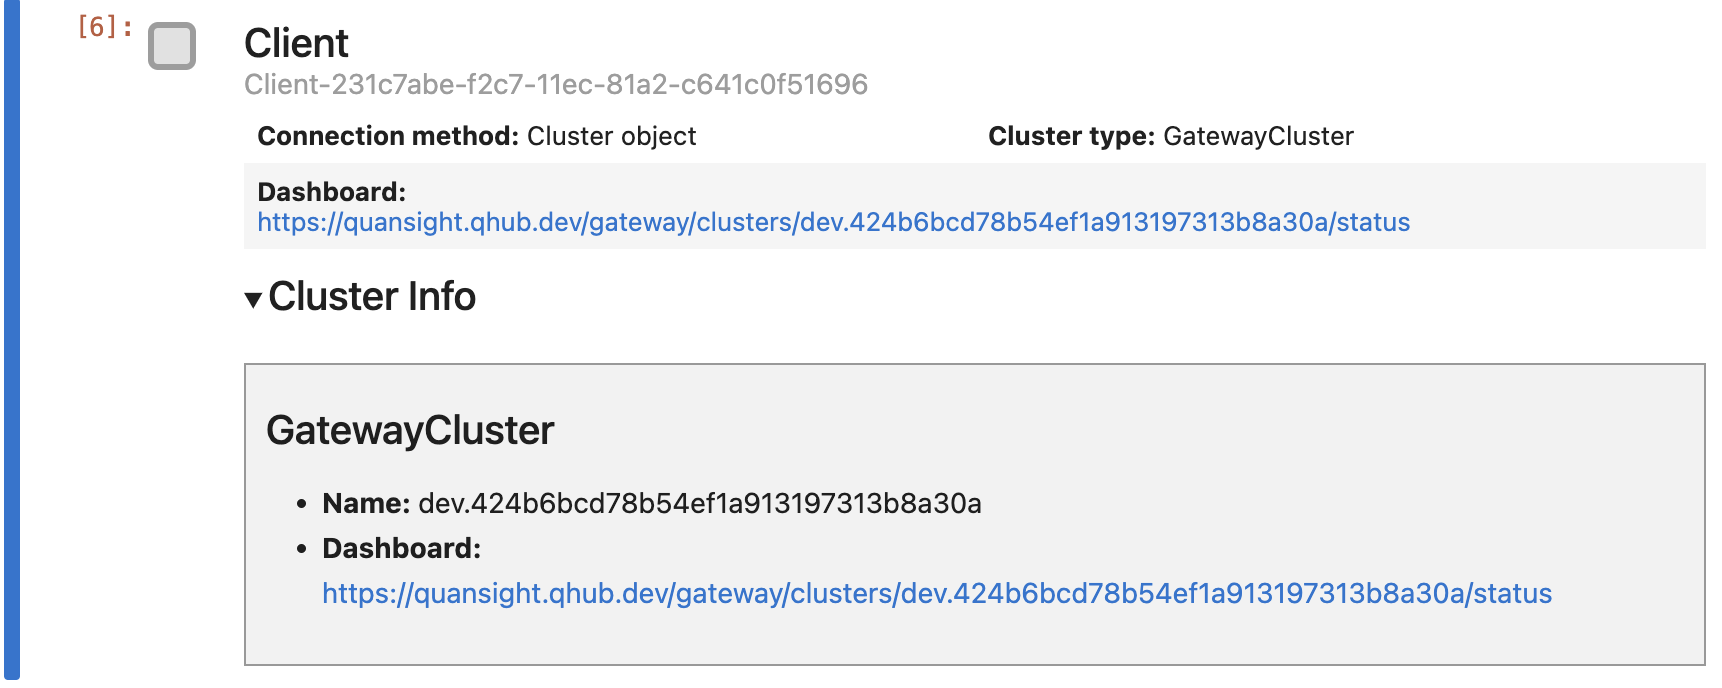 [6]:
Client
Client-231c7abe-f2c7-11ec-81a2-c641c0f51696
Connection method: Cluster object Cluster type: GatewayCluster
Dashboard:
https://quansight.qhub.dev/gateway/clusters/dev.424b6bcd78b54ef1a913197313b8a30a/status
▾Cluster Info
GatewayCluster
• Name: dev.424b6bcd78b54ef1a913197313b8a30a
• Dashboard:
https://quansight.qhub.dev/gateway/clusters/dev.424b6bcd78b54ef1a913197313b8a30a/status